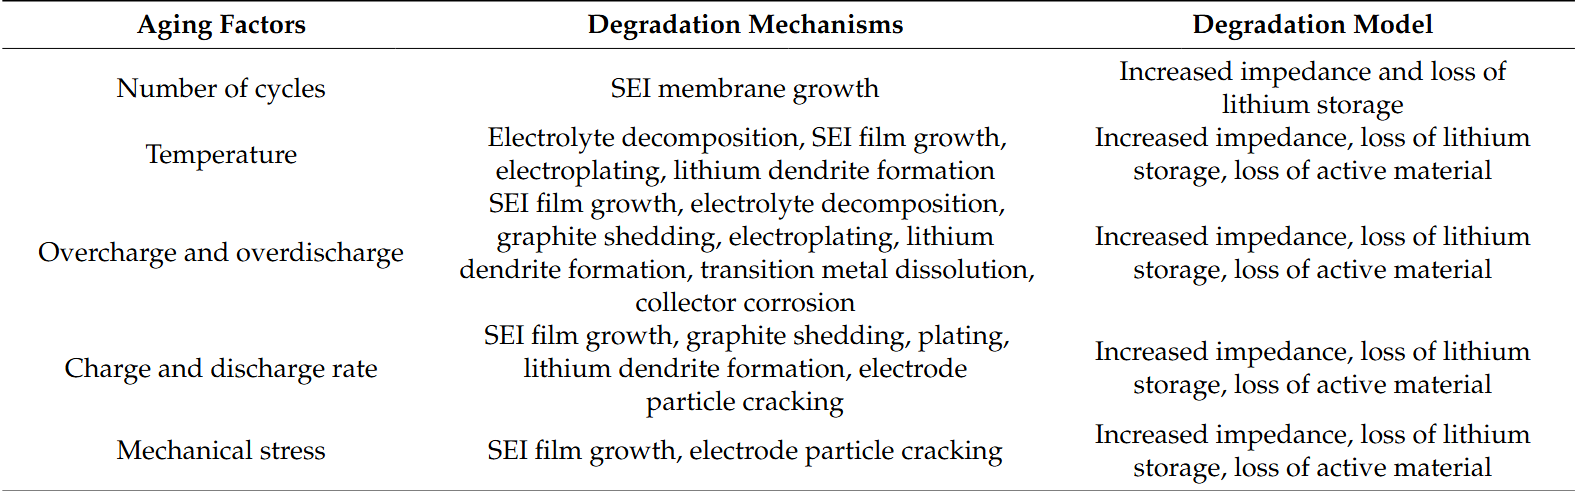 Aging Factors Degradation Mechanisms Degradation Model
Number of cycles SEI membrane growth Increased impedance and loss of
lithium storage
Temperature Electrolyte decomposition, SEI film growth,
electroplating, lithium dendrite formation Increased impedance, loss of lithium
storage, loss of active material
Overcharge and overdischarge SEI film growth, electrolyte decomposition,
graphite shedding, electroplating, lithium
dendrite formation, transition metal dissolution,
collector corrosion Increased impedance, loss of lithium
storage, loss of active material
Charge and discharge rate SEI film growth, graphite shedding, plating,
lithium dendrite formation, electrode
particle cracking Increased impedance, loss of lithium
storage, loss of active material
Mechanical stress SEI film growth, electrode particle cracking Increased impedance, loss of lithium
storage, loss of active material